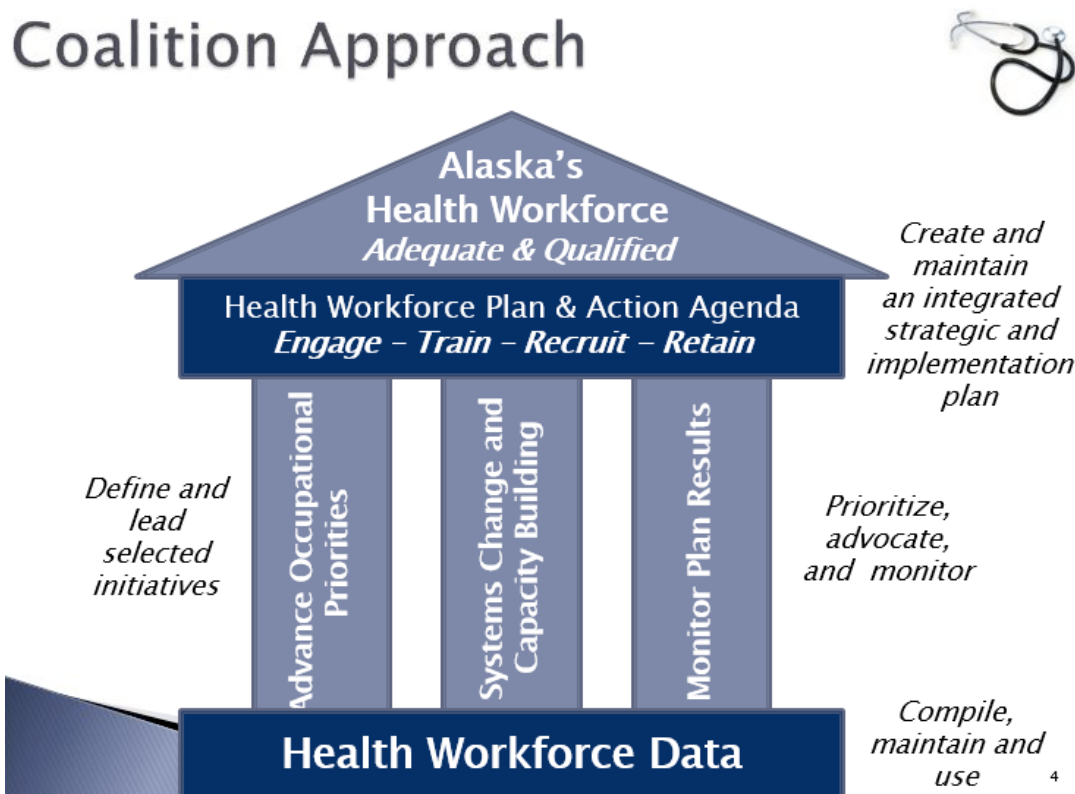 Coalition Approach
Alaska's
Health Workforce
Adequate & Qualified
Create and
maintain
an integrated
strategic and
implementation
plan
Health Workforce Plan & Action Agenda
Engage – Train – Recruit – Retain
Define and
lead
selected
initiatives
Advance Occupational
Priorities
Systems Change and
Capacity Building
Monitor Plan Results
Prioritize,
advocate,
and monitor
Health Workforce Data
Compile,
maintain and
use
4